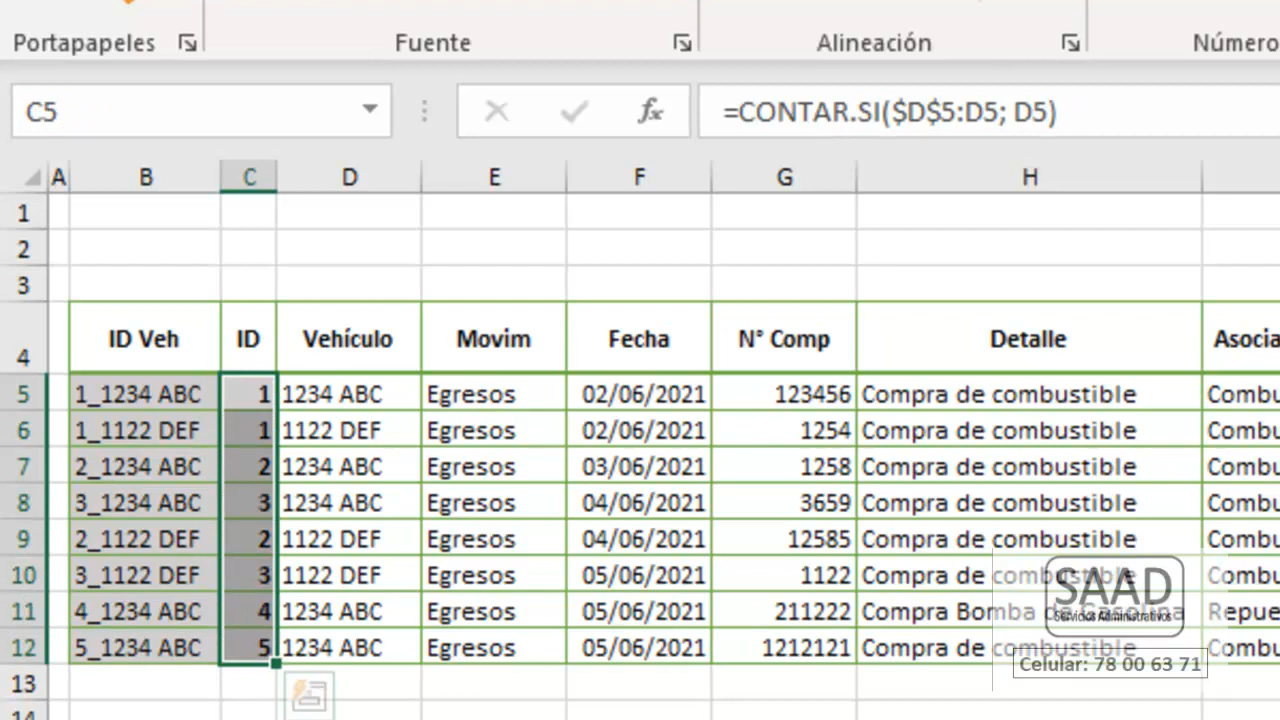 Portapapeles Fuente Alineación Número
C5 fx =CONTAR.SI($D$5:D5; D5)
A B C D E F G H
1
2
3
4 ID Veh ID Vehículo Movim Fecha N° Comp Detalle Asocia
5 1_1234 ABC 1 1234 ABC Egresos 02/06/2021 123456 Compra de combustible Combu
6 1_1122 DEF 1 1122 DEF Egresos 02/06/2021 1254 Compra de combustible Combu
7 2_1234 ABC 2 1234 ABC Egresos 03/06/2021 1258 Compra de combustible Combu
8 3_1234 ABC 3 1234 ABC Egresos 04/06/2021 3659 Compra de combustible Combu
9 2_1122 DEF 2 1122 DEF Egresos 04/06/2021 12585 Compra de combustible Combu
10 3_1122 DEF 3 1122 DEF Egresos 05/06/2021 1122 Compra de combustible Combu
11 4_1234 ABC 4 1234 ABC Egresos 05/06/2021 211222 Compra Bomba de Gasolina Repue
12 5_1234 ABC 5 1234 ABC Egresos 05/06/2021 1212121 Compra de combustible Combu
13
14
SAAD
Servicios Administrativos
Celular: 78 00 63 71